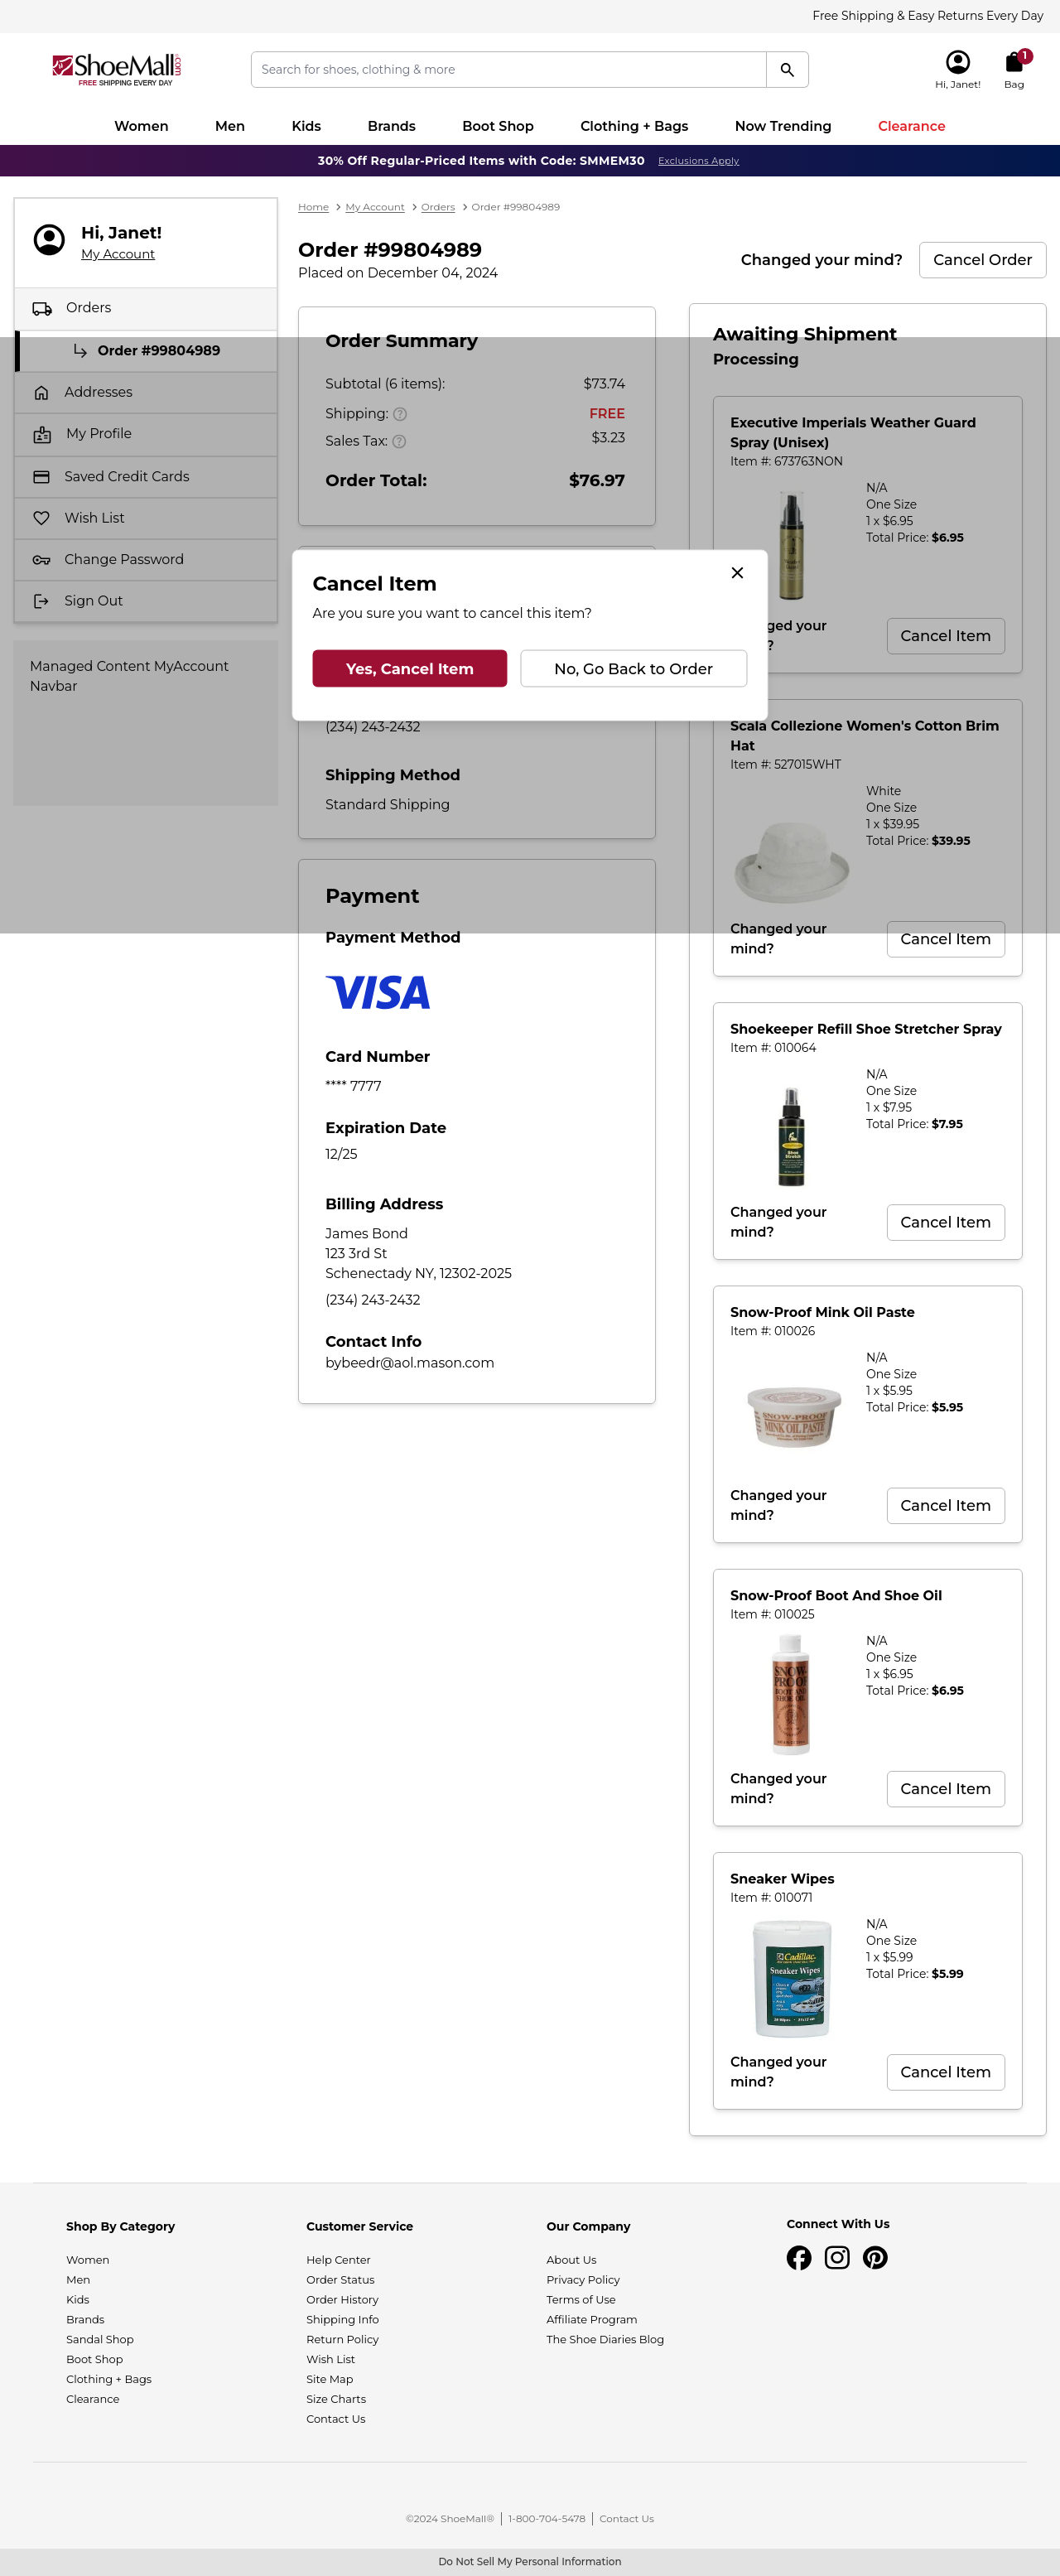 Free Shipping & Easy Returns Every Day
ShoeMall.com
FREE SHIPPING EVERY DAY
Search for shoes, clothing & more
Hi, Janet!
1
Bag
Women Men Kids Brands Boot Shop Clothing + Bags Now Trending Clearance
30% Off Regular-Priced Items with Code: SMMEM30 Exclusions Apply
Hi, Janet!
My Account
Orders
Order #99804989
Addresses
My Profile
Saved Credit Cards
Wish List
Change Password
Sign Out
Managed Content MyAccount
Navbar
Home > My Account > Orders > Order #99804989
Order #99804989
Placed on December 04, 2024
Changed your mind? Cancel Order
Order Summary
Subtotal (6 items): $73.74
Shipping: ? FREE
Sales Tax: ? $3.23
Order Total: $76.97
Cancel Item
Are you sure you want to cancel this item?
Yes, Cancel Item No, Go Back to Order
(234) 243-2432
Shipping Method
Standard Shipping
Payment
Payment Method
VISA
Card Number
**** 7777
Expiration Date
12/25
Billing Address
James Bond
123 3rd St
Schenectady NY, 12302-2025
(234) 243-2432
Contact Info
bybeedr@aol.mason.com
Awaiting Shipment
Processing
Executive Imperials Weather Guard
Spray (Unisex)
Item #: 673763NON
N/A
One Size
1 x $6.95
Total Price: $6.95
your
?
Cancel Item
Scala Collezione Women's Cotton Brim
Hat
Item #: 527015WHT
White
One Size
1 x $39.95
Total Price: $39.95
Changed your
mind?
Cancel Item
Shoekeeper Refill Shoe Stretcher Spray
Item #: 010064
N/A
One Size
1 x $7.95
Total Price: $7.95
Shoe
Stretch
Changed your
mind?
Cancel Item
Snow-Proof Mink Oil Paste
Item #: 010026
N/A
One Size
1 x $5.95
Total Price: $5.95
SNOW-PROOF
MINK OIL PASTE
Changed your
mind?
Cancel Item
Snow-Proof Boot And Shoe Oil
Item #: 010025
N/A
One Size
1 x $6.95
Total Price: $6.95
SNOW-
PROOF
BOOT AND
SHOE OIL
Changed your
mind?
Cancel Item
Sneaker Wipes
Item #: 010071
N/A
One Size
1 x $5.99
Total Price: $5.99
Cadillac
Sneaker Wipes
Changed your
mind?
Cancel Item
Shop By Category
Women
Men
Kids
Brands
Sandal Shop
Boot Shop
Clothing + Bags
Clearance
Customer Service
Help Center
Order Status
Order History
Shipping Info
Return Policy
Wish List
Site Map
Size Charts
Contact Us
Our Company
About Us
Privacy Policy
Terms of Use
Affiliate Program
The Shoe Diaries Blog
Connect With Us
©2024 ShoeMall® | 1-800-704-5478 | Contact Us
Do Not Sell My Personal Information